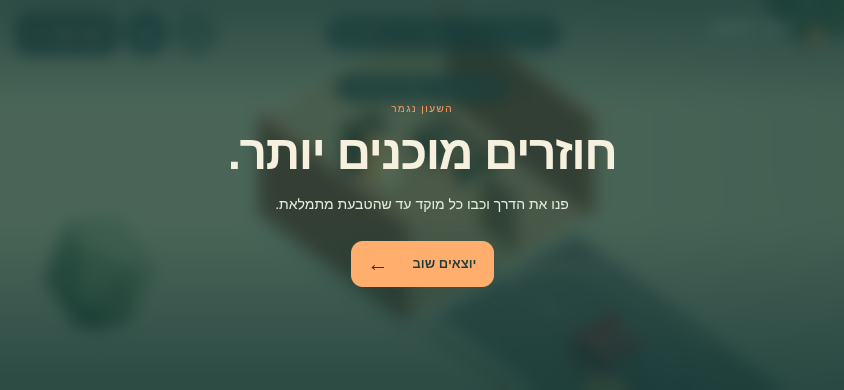 השעון נגמר
חוזרים מוכנים יותר.
פנו את הדרך וכבו כל מוקד עד שהטבעת מתמלאת.
יוצאים שוב ←